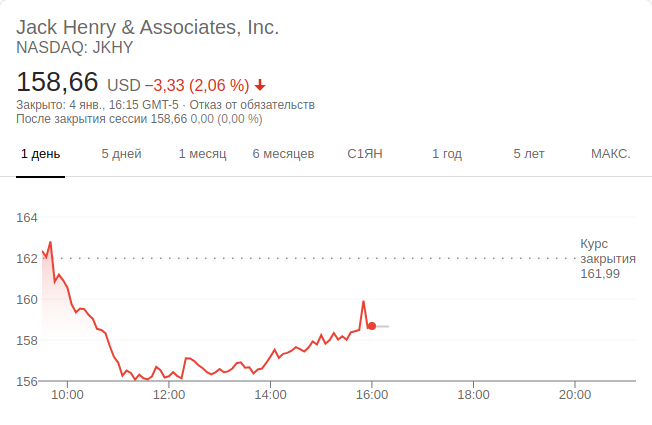 Jack Henry & Associates, Inc.
NASDAQ: JKHY
158,66 USD −3,33 (2,06 %)
Закрыто: 4 янв., 16:15 GMT-5 · Отказ от обязательств
После закрытия сессии 158,66 0,00 (0,00 %)
1 день 5 дней 1 месяц 6 месяцев С1ЯН 1 год 5 лет МАКС.
164
162
160
158
156
Курс
закрытия
161,99
10:00 12:00 14:00 16:00 18:00 20:00